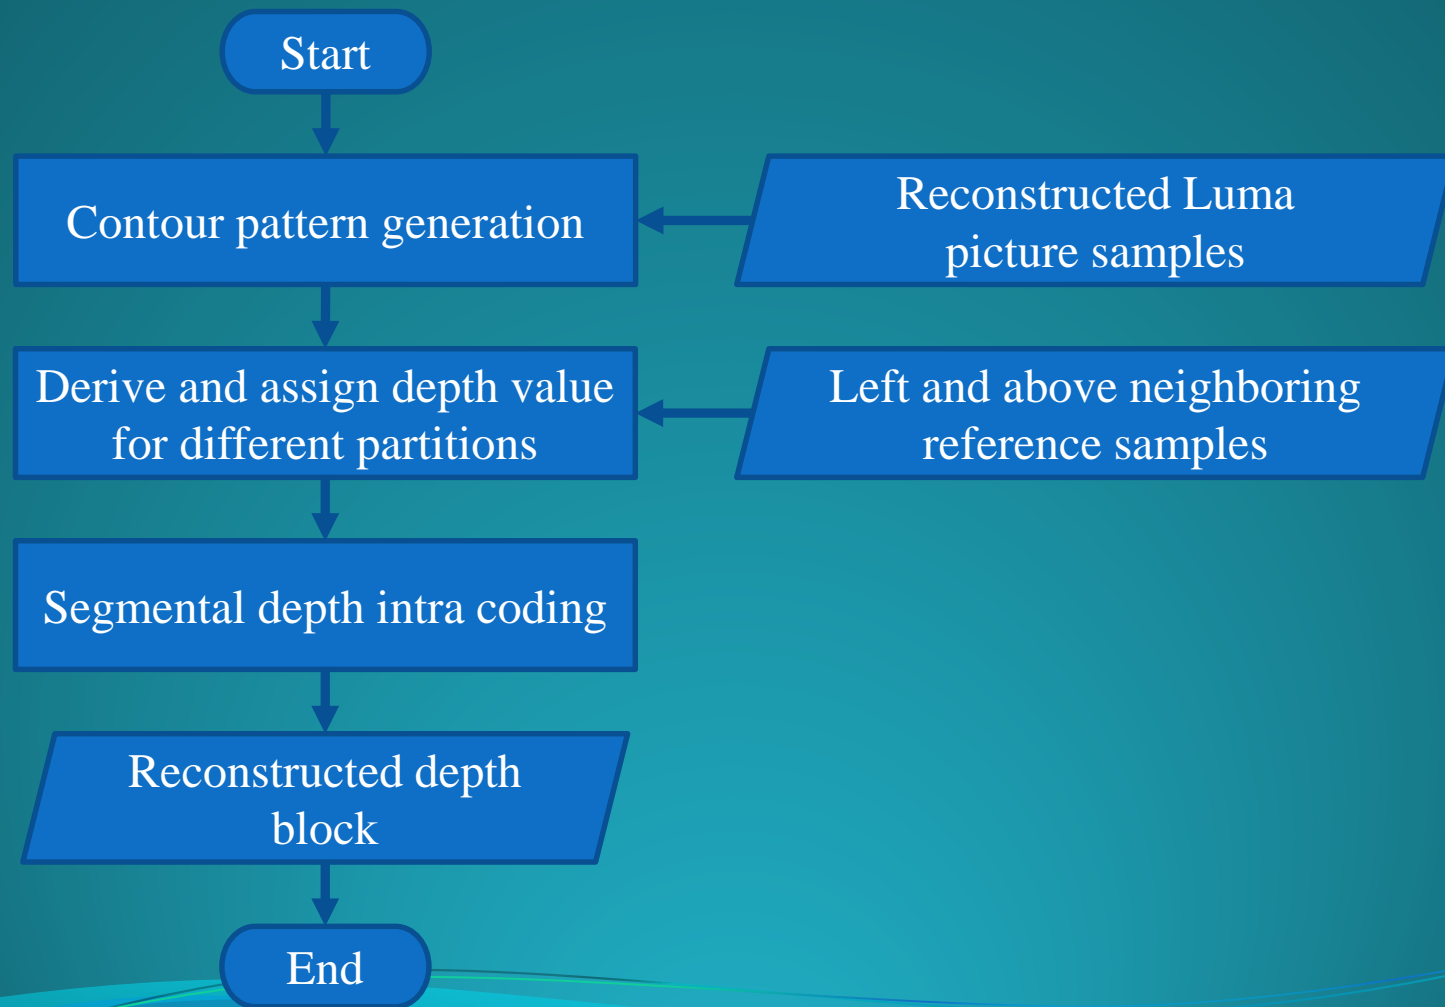 Start
Contour pattern generation
Reconstructed Luma
picture samples
Derive and assign depth value
for different partitions
Left and above neighboring
reference samples
Segmental depth intra coding
Reconstructed depth
block
End